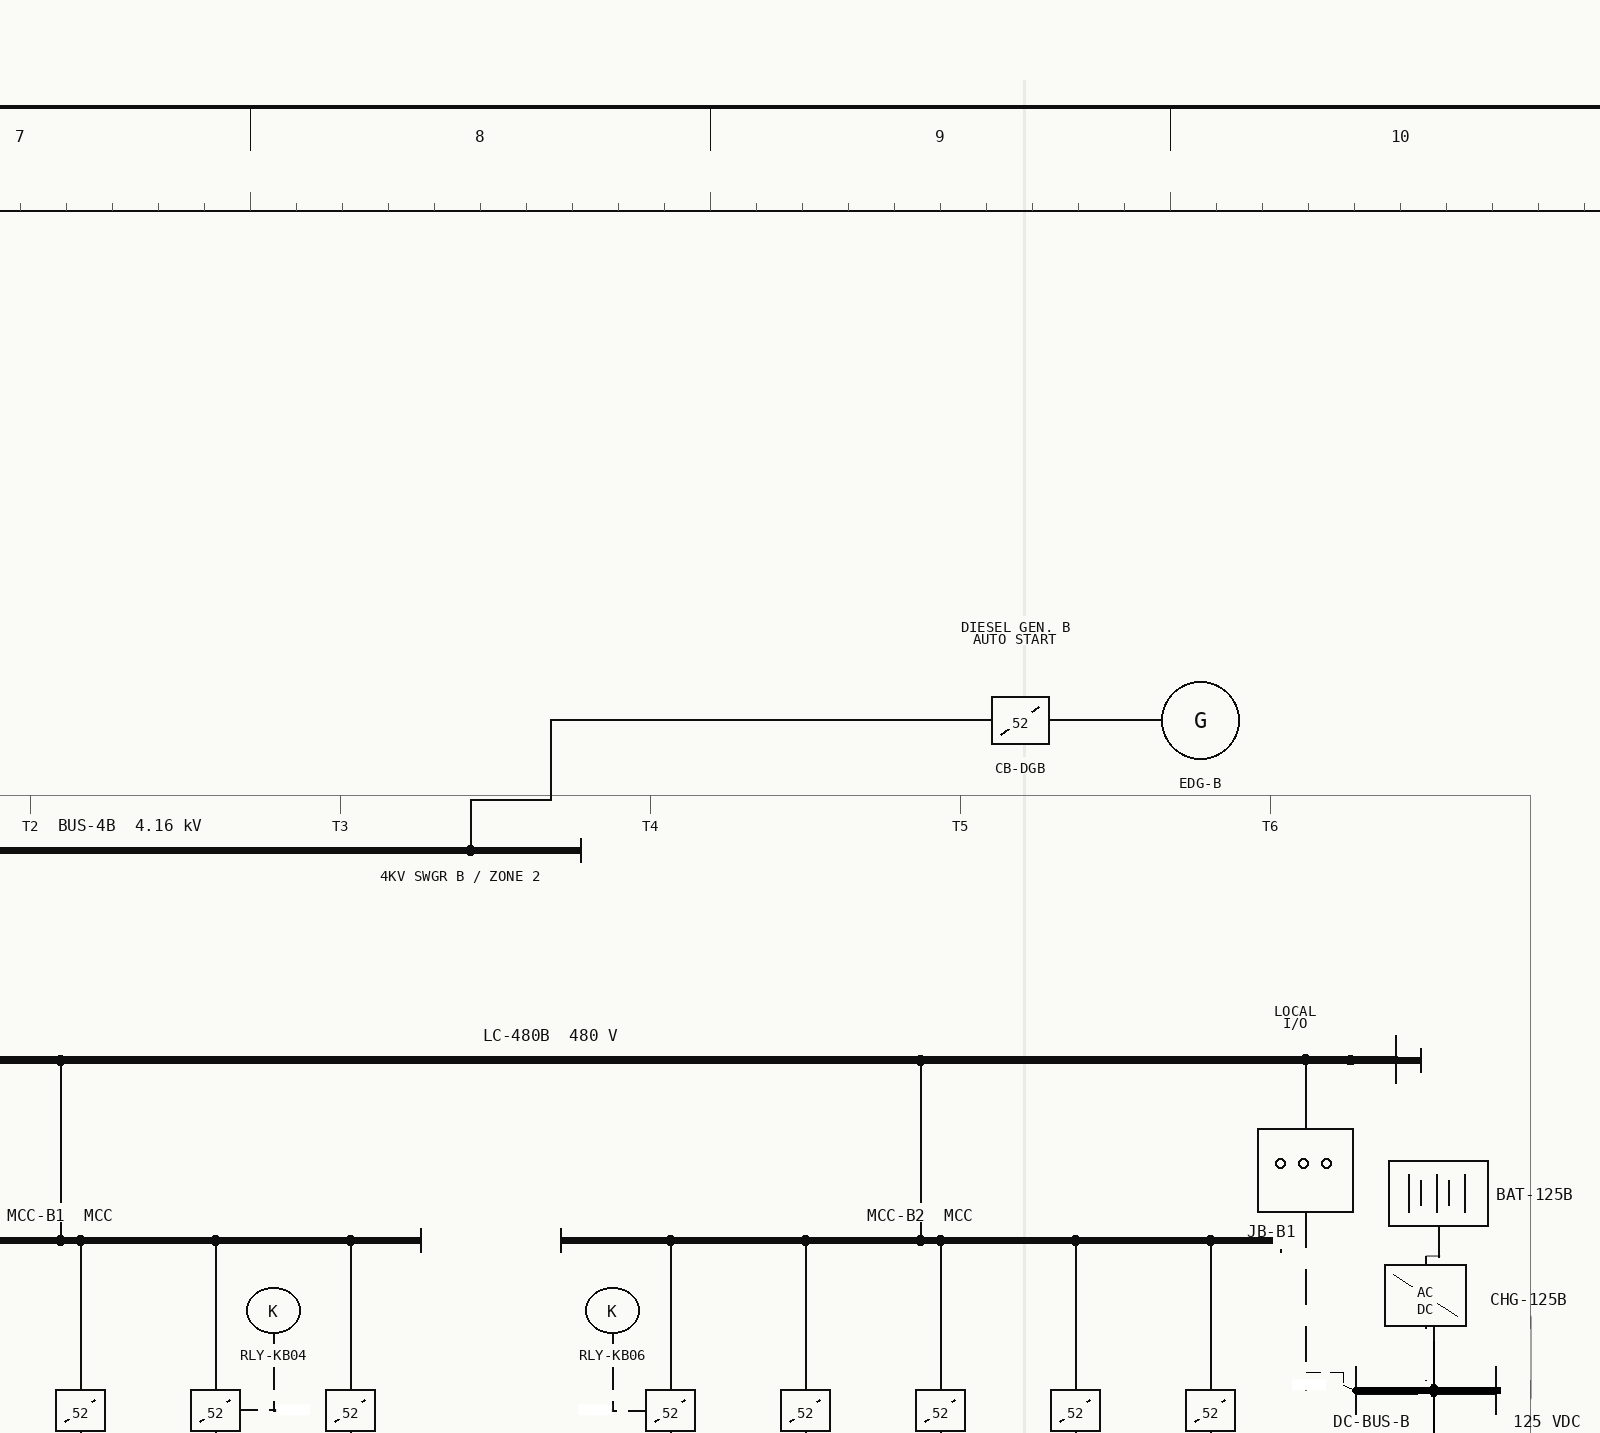 7 8 9 10
DIESEL GEN. B
AUTO START
52
G
CB-DGB
EDG-B
T2 T3 T4 T5 T6
BUS-4B 4.16 kV
4KV SWGR B / ZONE 2
LOCAL
I/O
LC-480B 480 V
BAT-125B
MCC-B1 MCC
MCC-B2 MCC
JB-B1
AC
DC
CHG-125B
K
K
RLY-KB04
RLY-KB06
52 52 52 52 52 52 52 52
DC-BUS-B 125 VDC